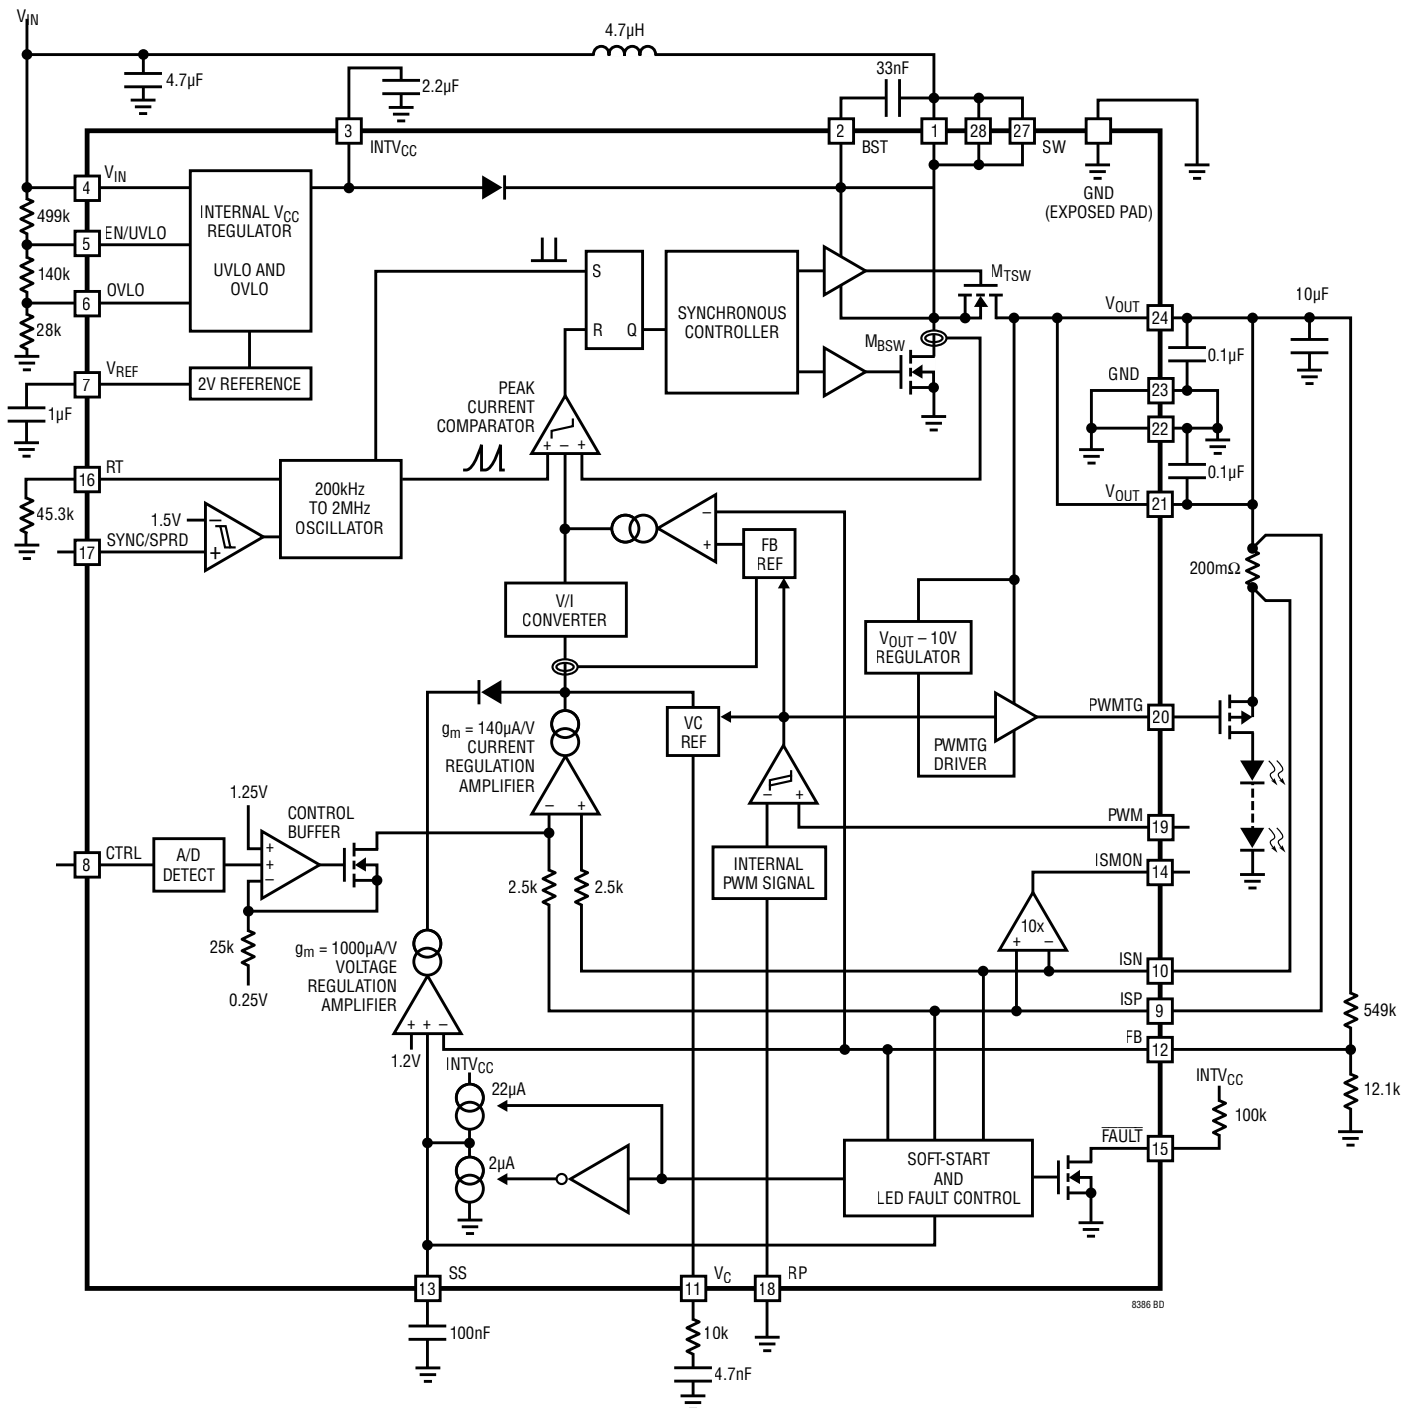 VIN
4.7µH
4.7µF
2.2µF
33nF
3
INTVCC
2
BST
1
28
27
SW
GND
(EXPOSED PAD)
4
VIN
499k
5
EN/UVLO
140k
6
OVLO
28k
INTERNAL VCC
REGULATOR
UVLO AND
OVLO
7
VREF
2V REFERENCE
1µF
S
R
Q
SYNCHRONOUS
CONTROLLER
MTSW
MBSW
VOUT
24
10µF
0.1µF
GND
23
22
0.1µF
VOUT
21
PEAK
CURRENT
COMPARATOR
+ – +
16
RT
45.3k
1.5V
–
+
17
SYNC/SPRD
200kHz
TO 2MHz
OSCILLATOR
–
+
FB
REF
200mΩ
V/I
CONVERTER
VOUT – 10V
REGULATOR
gm = 140µA/V
CURRENT
REGULATION
AMPLIFIER
– +
VC
REF
PWMTG
DRIVER
PWMTG
20
– +
PWM
19
ISMON
14
1.25V
CONTROL
BUFFER
8
CTRL
A/D
DETECT
+
+
–
25k
0.25V
2.5k
2.5k
INTERNAL
PWM SIGNAL
10x
+ –
ISN
10
ISP
9
FB
12
549k
12.1k
gm = 1000µA/V
VOLTAGE
REGULATION
AMPLIFIER
+ + –
1.2V
INTVCC
22µA
2µA
SOFT-START
AND
LED FAULT CONTROL
INTVCC
100k
FAULT
15
13
SS
100nF
11
VC
10k
4.7nF
18
RP
8386 BD